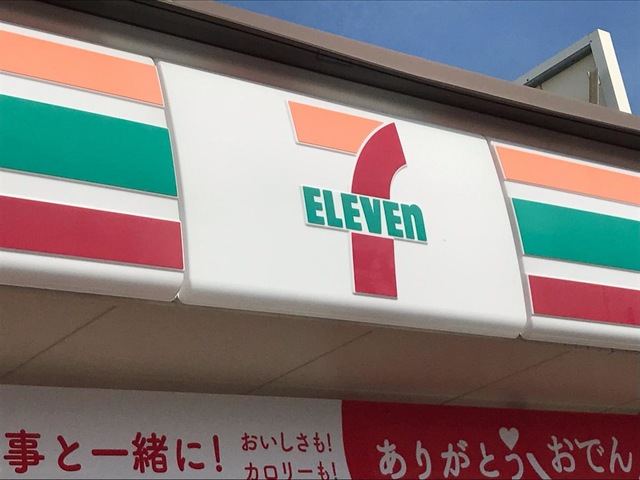 7
ELEVEn
事と一緒に!
おいしさも!
カロリーも!
ありがとう\おでん